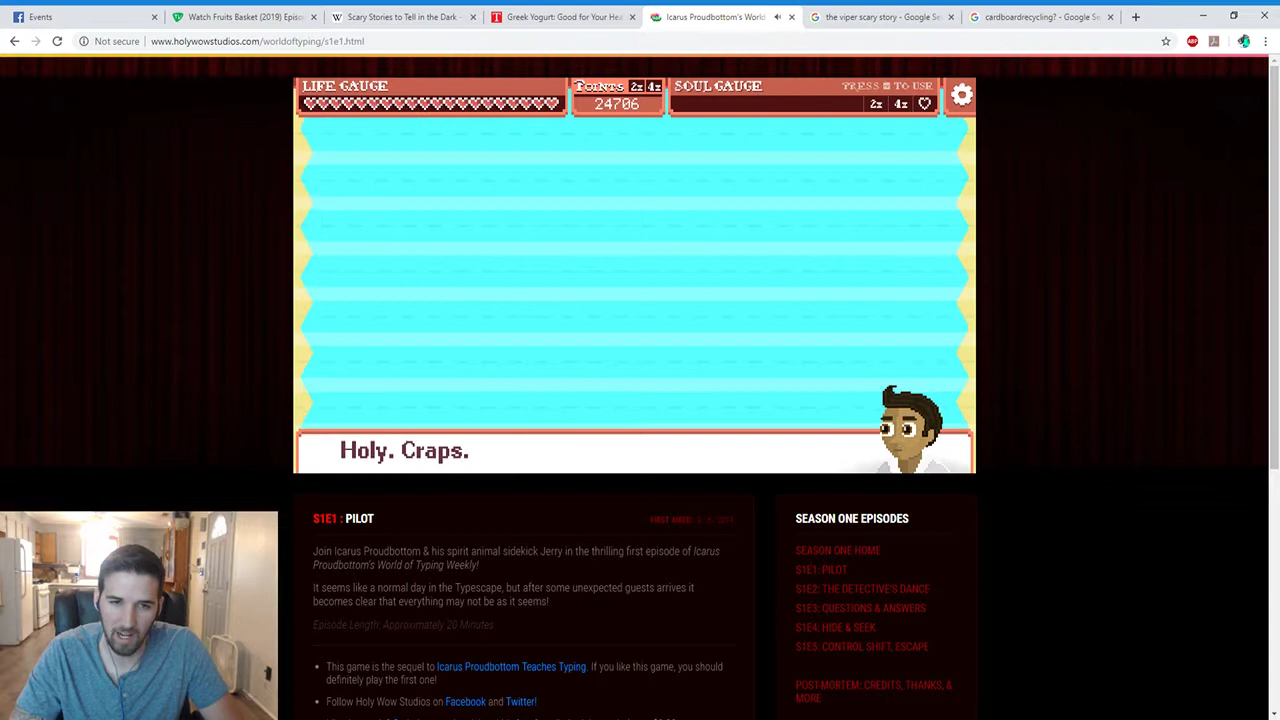 Events
Watch Fruits Basket (2019) Episo
Scary Stories to Tell in the Dark -
Greek Yogurt: Good for Your Hea
Icarus Proudbottom's World
the viper scary story - Google Se
cardboardrecycling? - Google Se
Not secure | www.holywowstudios.com/worldoftyping/s1e1.html
LIFE GAUGE
POINTS 2x 4x
SOUL GAUGE
PRESS TO USE
24706
2x 4x
Holy. Craps.
S1E1 : PILOT
Join Icarus Proudbottom & his spirit animal sidekick Jerry in the thrilling first episode of Icarus
Proudbottom's World of Typing Weekly!
It seems like a normal day in the Typescape, but after some unexpected guests arrives it
becomes clear that everything may not be as it seems!
Episode Length: Approximately 20 Minutes
This game is the sequel to Icarus Proudbottom Teaches Typing. If you like this game, you should
definitely play the first one!
Follow Holy Wow Studios on Facebook and Twitter!
SEASON ONE EPISODES
SEASON ONE HOME
S1E1: PILOT
S1E2: THE DETECTIVE'S DANCE
S1E3: QUESTIONS & ANSWERS
S1E4: HIDE & SEEK
S1E5: CONTROL SHIFT, ESCAPE
POST-MORTEM: CREDITS, THANKS, &
MORE